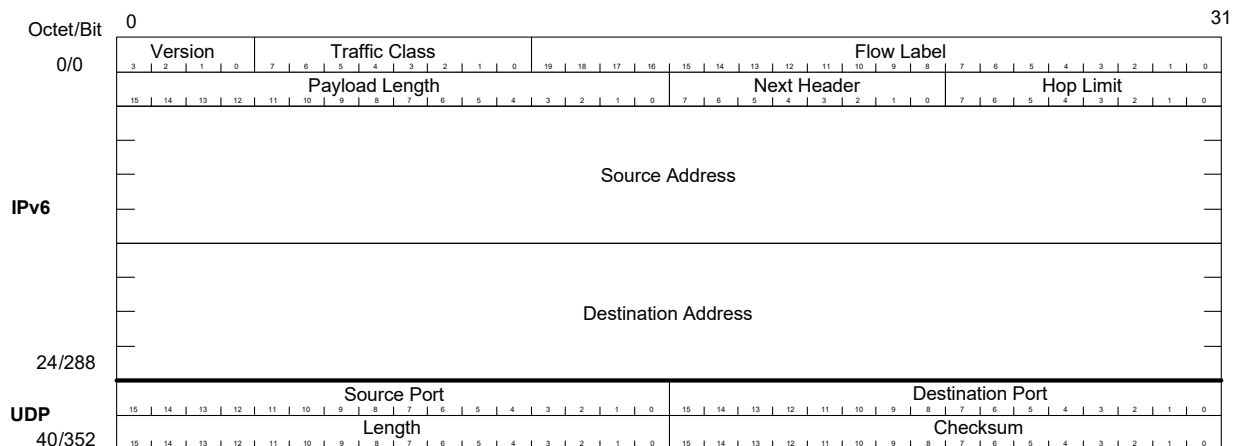 Octet/Bit 0 31
Version Traffic Class Flow Label
0/0 3 2 1 0 7 6 5 4 3 2 1 0 19 18 17 16 15 14 13 12 11 10 9 8 7 6 5 4 3 2 1 0
Payload Length Next Header Hop Limit
15 14 13 12 11 10 9 8 7 6 5 4 3 2 1 0 7 6 5 4 3 2 1 0 7 6 5 4 3 2 1 0
Source Address
IPv6
Destination Address
24/288
Source Port Destination Port
15 14 13 12 11 10 9 8 7 6 5 4 3 2 1 0 15 14 13 12 11 10 9 8 7 6 5 4 3 2 1 0
UDP
Length Checksum
40/352 15 14 13 12 11 10 9 8 7 6 5 4 3 2 1 0 15 14 13 12 11 10 9 8 7 6 5 4 3 2 1 0